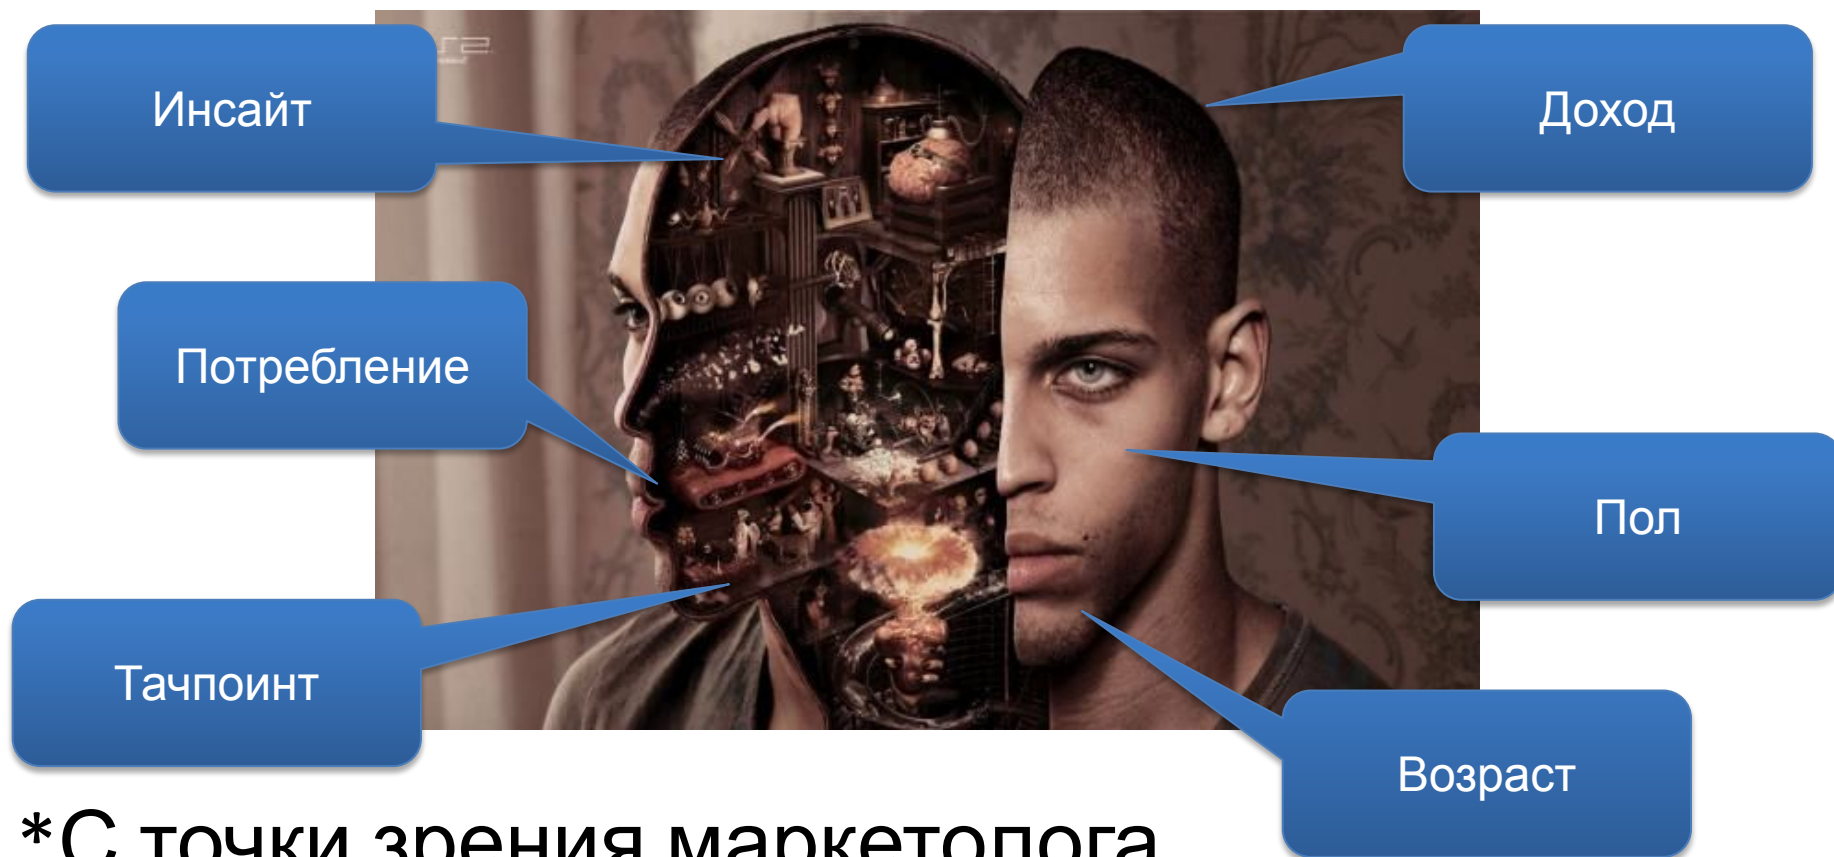 Инсайт
Доход
Потребление
Пол
Тачпоинт
Возраст
*С точки зрения маркетолога